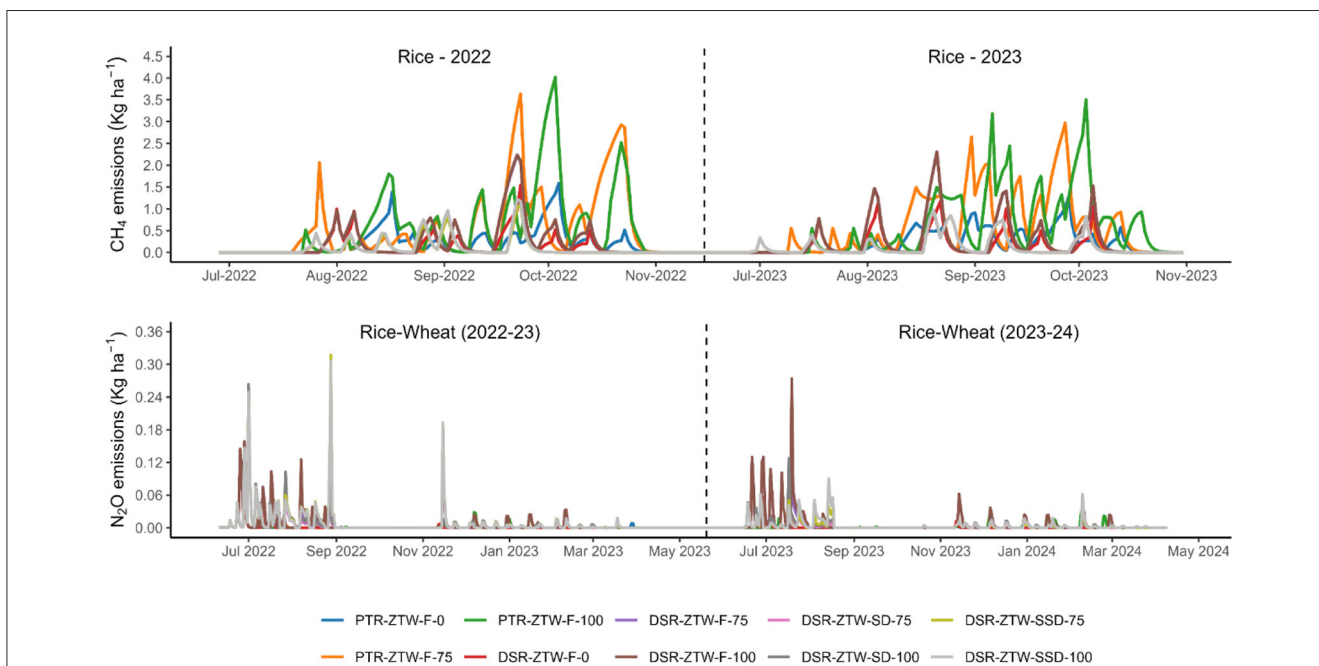 Rice - 2022
Rice - 2023
CH₄ emissions (Kg ha⁻¹)
4.5
4.0
3.5
3.0
2.5
2.0
1.5
1.0
0.5
0.0
Jul-2022 Aug-2022 Sep-2022 Oct-2022 Nov-2022 Jul-2023 Aug-2023 Sep-2023 Oct-2023 Nov-2023
Rice-Wheat (2022-23)
Rice-Wheat (2023-24)
N₂O emissions (Kg ha⁻¹)
0.36
0.30
0.24
0.18
0.12
0.06
0.00
Jul 2022 Sep 2022 Nov 2022 Jan 2023 Mar 2023 May 2023 Jul 2023 Sep 2023 Nov 2023 Jan 2024 Mar 2024 May 2024
PTR-ZTW-F-0 PTR-ZTW-F-100 DSR-ZTW-F-75 DSR-ZTW-SD-75 DSR-ZTW-SSD-75
PTR-ZTW-F-75 DSR-ZTW-F-0 DSR-ZTW-F-100 DSR-ZTW-SD-100 DSR-ZTW-SSD-100